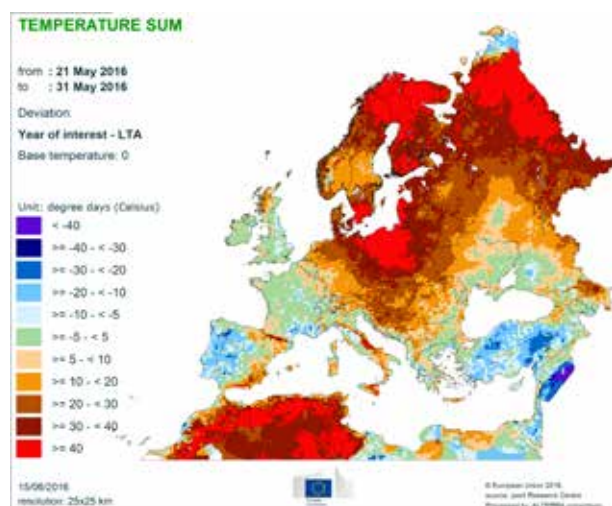 TEMPERATURE SUM
from : 21 May 2016
to : 31 May 2016
Deviation:
Year of interest - LTA
Base temperature: 0
Unit: degree days (Celsius)
< -40
>= -40 - < -30
>= -30 - < -20
>= -20 - < -10
>= -10 - < -5
>= -5 - < 5
>= 5 - < 10
>= 10 - < 20
>= 20 - < 30
>= 30 - < 40
>= 40
15/06/2016
resolution: 25x25 km
© European Union 2016
source: Joint Research Centre